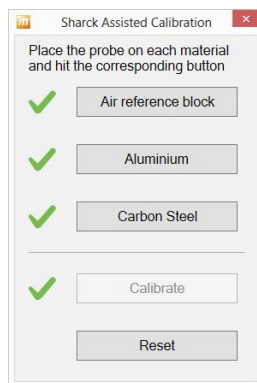 Sharck Assisted Calibration
Place the probe on each material
and hit the corresponding button
Air reference block
Aluminium
Carbon Steel
Calibrate
Reset